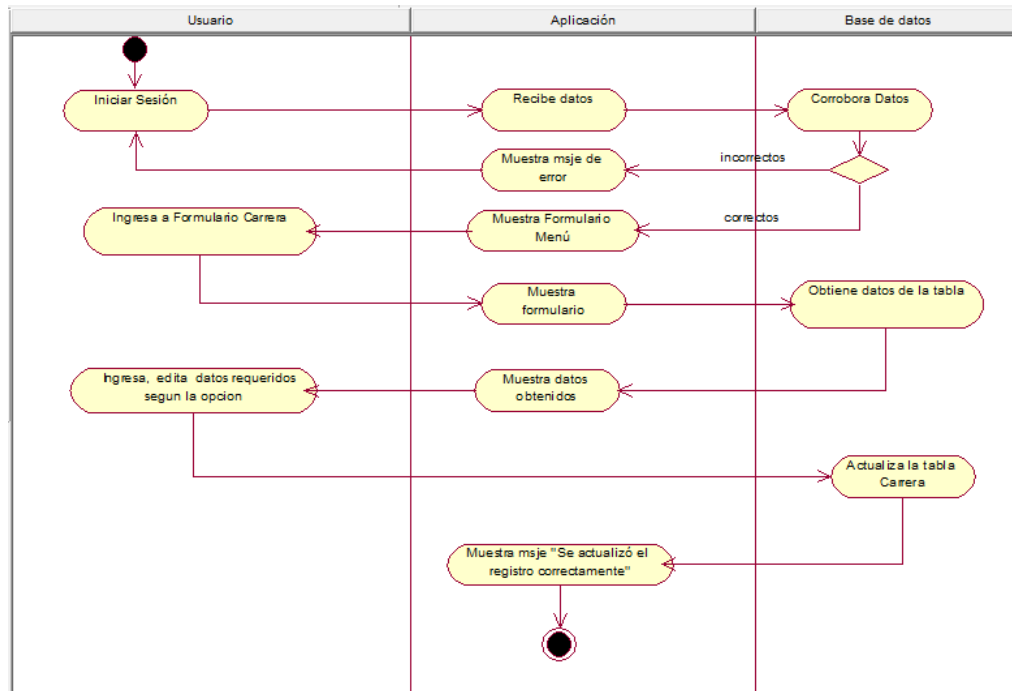 Usuario
Aplicación
Base de datos
Iniciar Sesión
Recibe datos
Corrobora Datos
Muestra msje de
error
incorrectos
Ingresa a Formulario Carrera
Muestra Formulario
Menú
correctos
Muestra
formulario
Obtiene datos de la tabla
Ingresa, edita datos requeridos
segun la opcion
Muestra datos
obtenidos
Actualiza la tabla
Carrera
Muestra msje "Se actualizó el
registro correctamente"